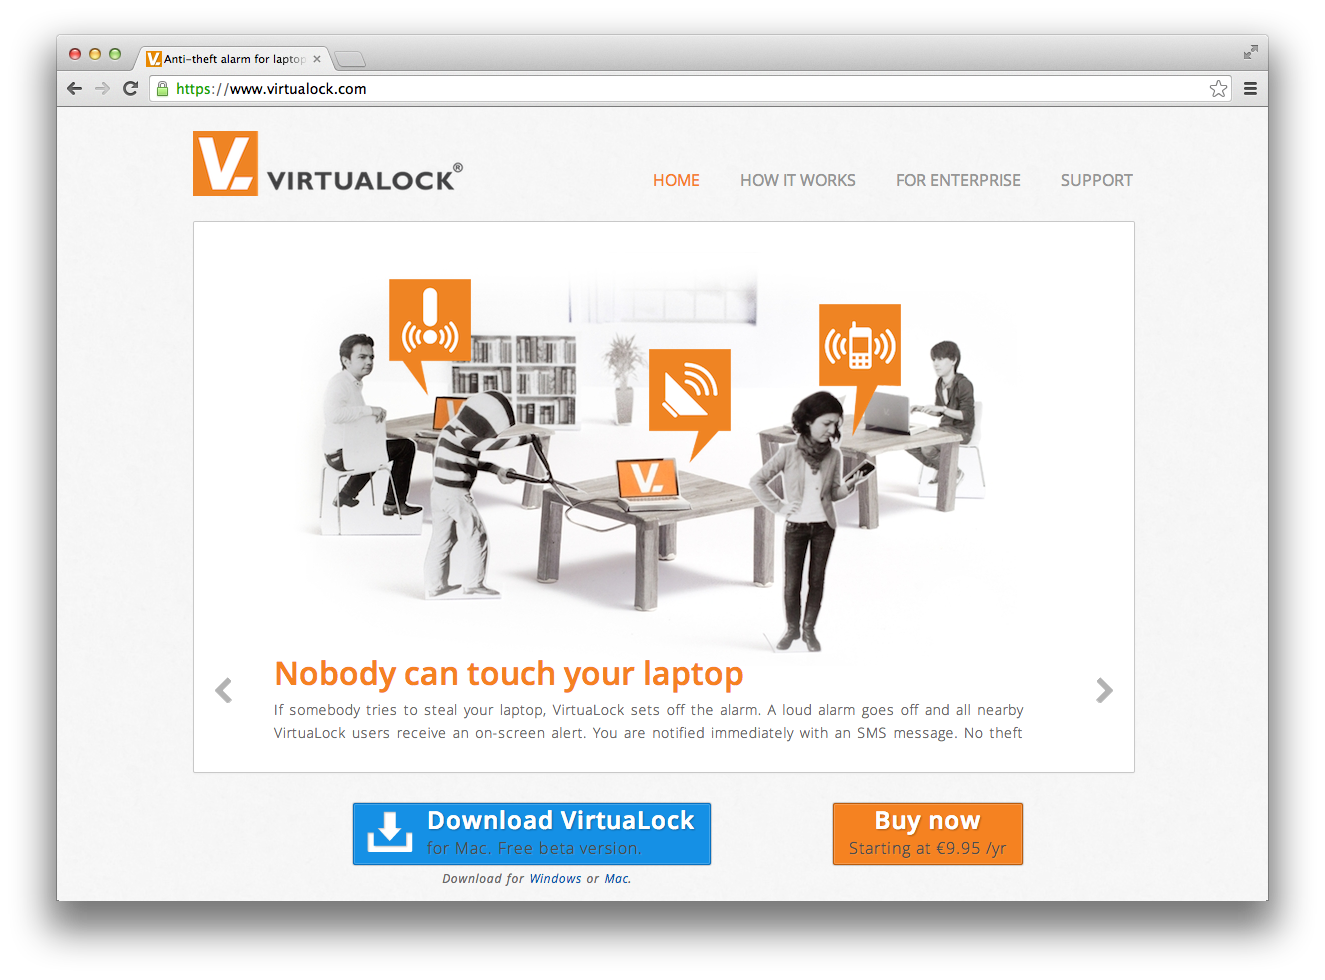 Anti-theft alarm for laptop
https://www.virtualock.com
VIRTUALOCK®
HOME HOW IT WORKS FOR ENTERPRISE SUPPORT
Nobody can touch your laptop
If somebody tries to steal your laptop, VirtuaLock sets off the alarm. A loud alarm goes off and all nearby
VirtuaLock users receive an on-screen alert. You are notified immediately with an SMS message. No theft
Download VirtuaLock
for Mac. Free beta version.
Buy now
Starting at €9.95 /yr
Download for Windows or Mac.